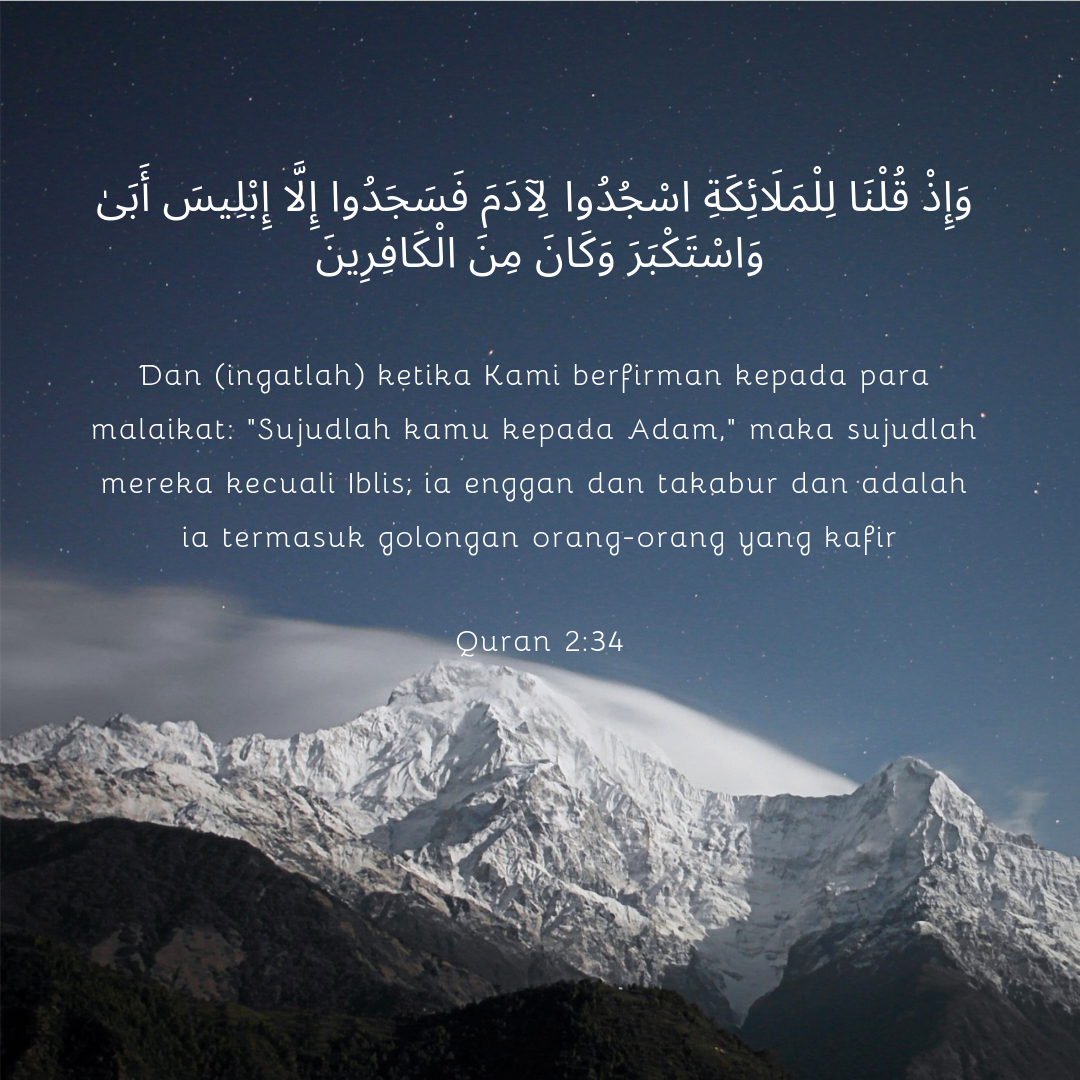 وَإِذْ قُلْنَا لِلْمَلَائِكَةِ اسْجُدُوا لِآدَمَ فَسَجَدُوا إِلَّا إِبْلِيسَ أَبَىٰ
وَاسْتَكْبَرَ وَكَانَ مِنَ الْكَافِرِينَ
Dan (ingatlah) ketika Kami berfirman kepada para
malaikat: "Sujudlah kamu kepada Adam," maka sujudlah
mereka kecuali Iblis; ia enggan dan takabur dan adalah
ia termasuk golongan orang-orang yang kafir
Quran 2:34